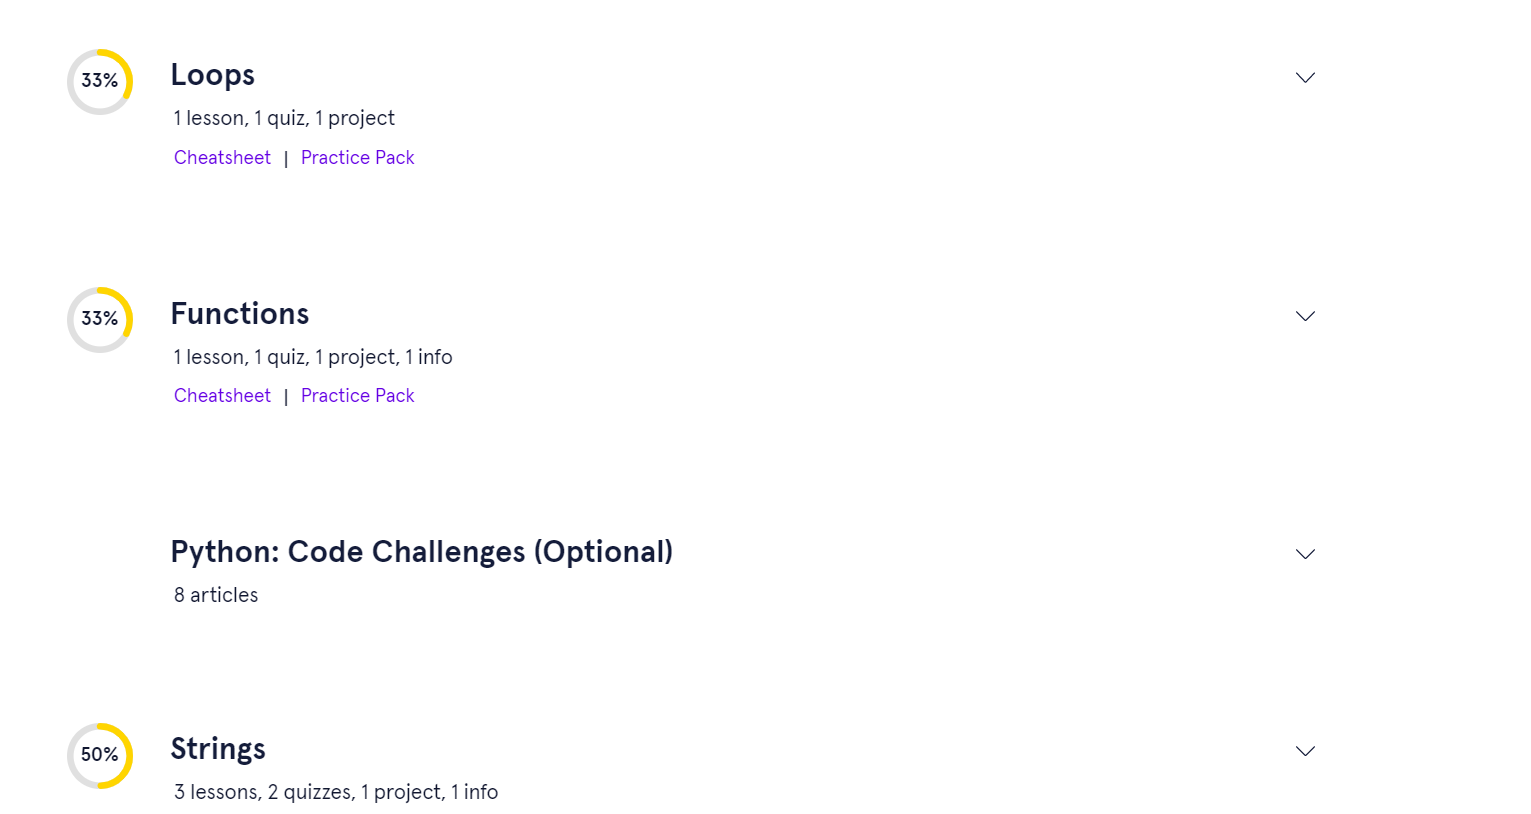 33%
Loops
1 lesson, 1 quiz, 1 project
Cheatsheet | Practice Pack
33%
Functions
1 lesson, 1 quiz, 1 project, 1 info
Cheatsheet | Practice Pack
Python: Code Challenges (Optional)
8 articles
50%
Strings
3 lessons, 2 quizzes, 1 project, 1 info